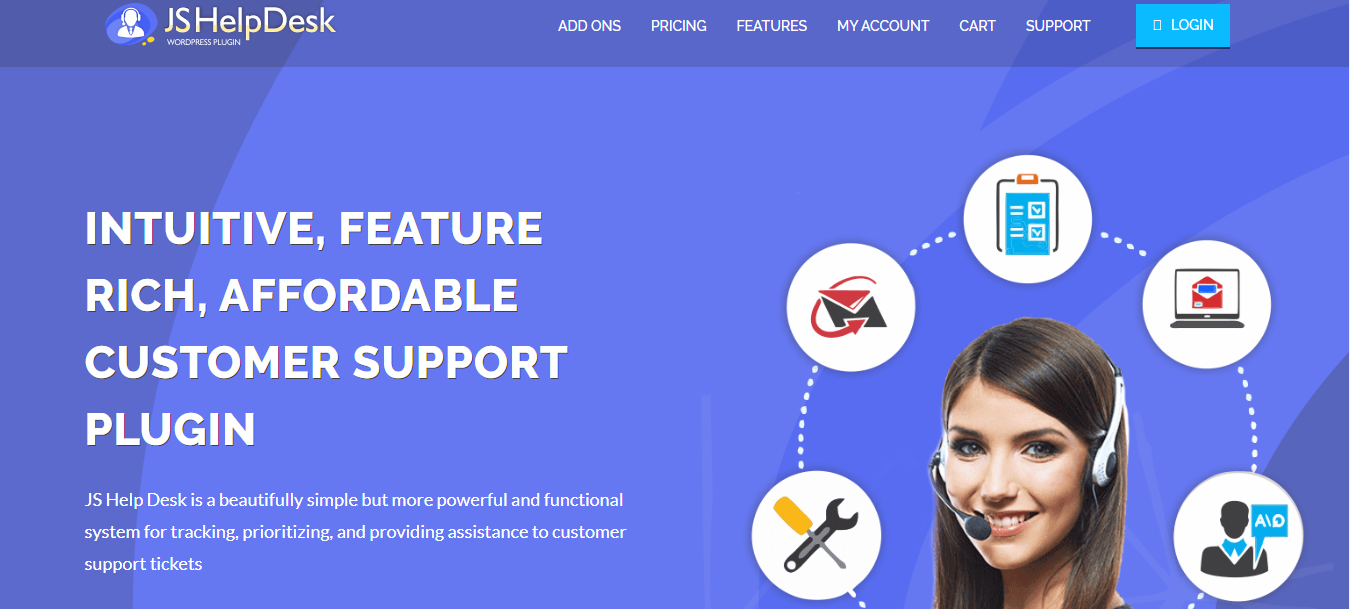 JS HelpDesk
WORDPRESS PLUGIN
ADD ONS PRICING FEATURES MY ACCOUNT CART SUPPORT LOGIN
INTUITIVE, FEATURE
RICH, AFFORDABLE
CUSTOMER SUPPORT
PLUGIN
JS Help Desk is a beautifully simple but more powerful and functional
system for tracking, prioritizing, and providing assistance to customer
support tickets